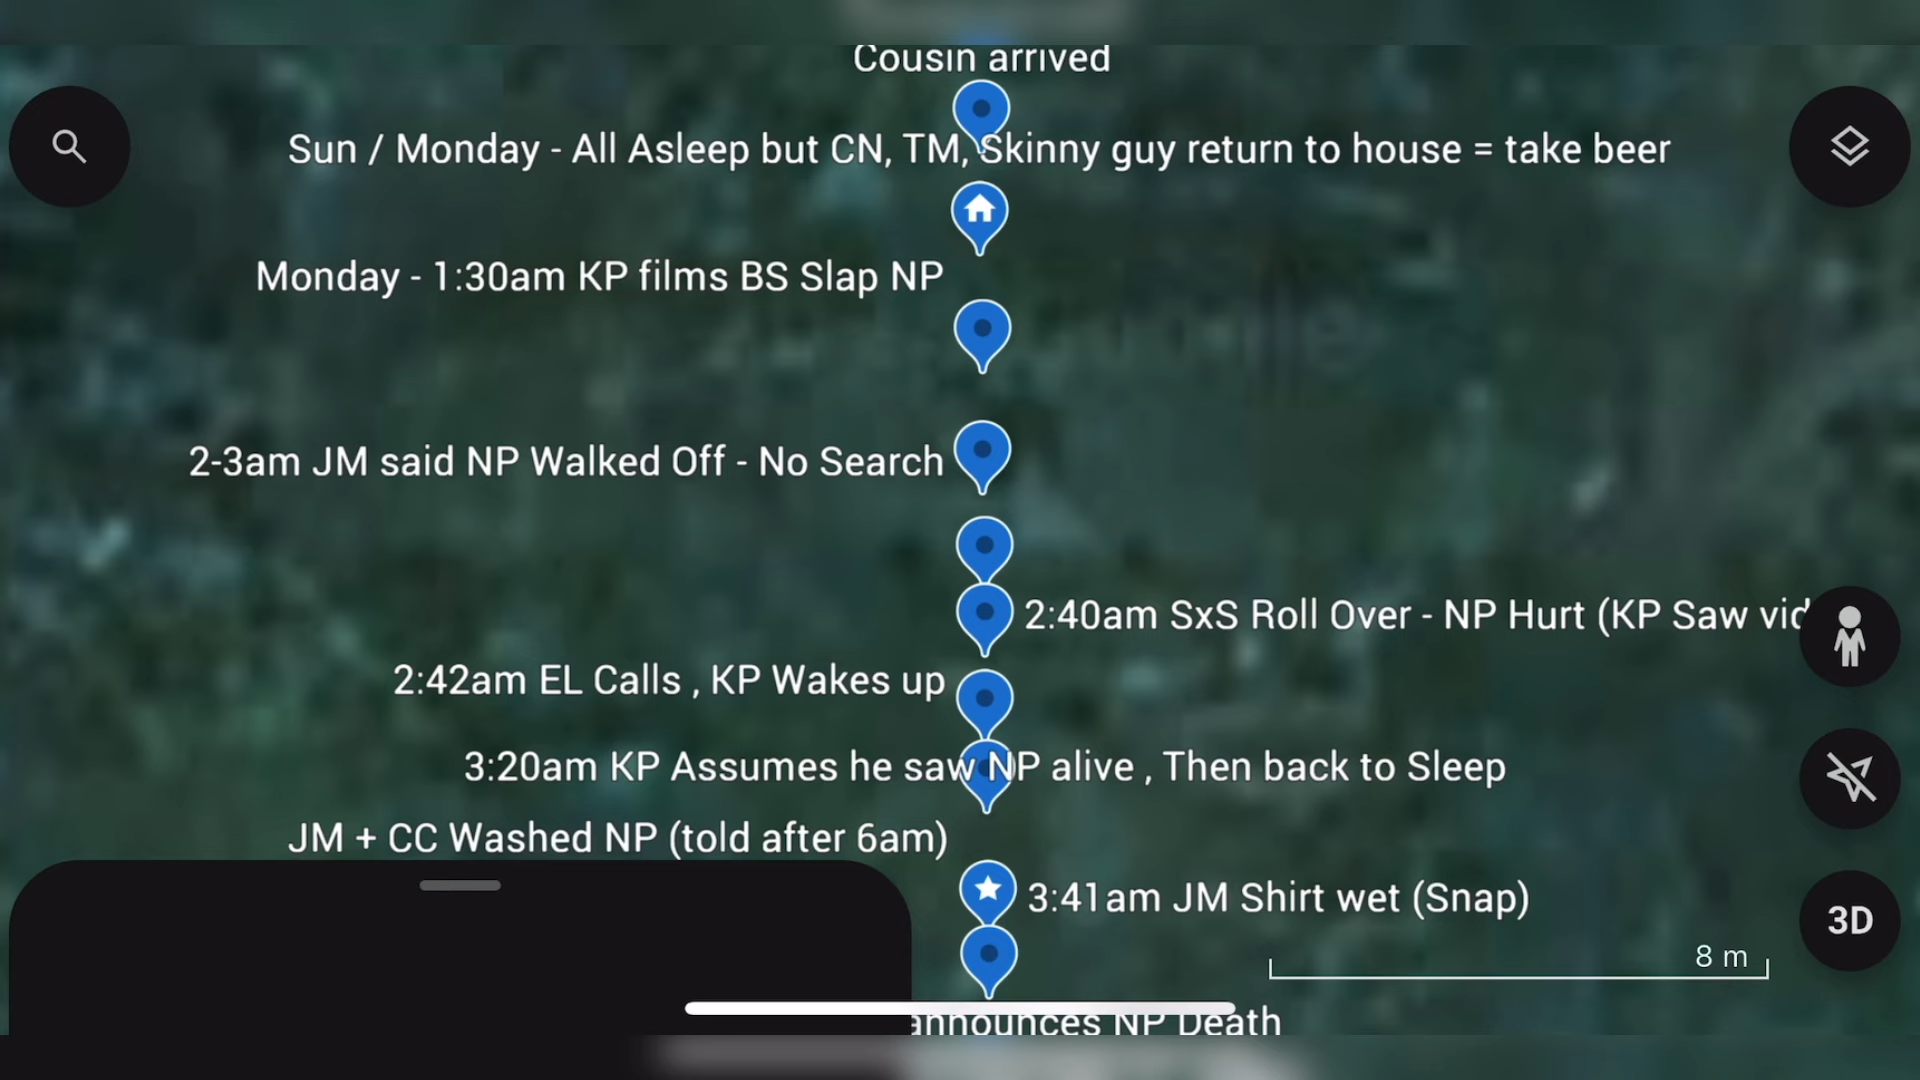 Cousin arrived
Sun / Monday - All Asleep but CN, TM, Skinny guy return to house = take beer
Monday - 1:30am KP films BS Slap NP
2-3am JM said NP Walked Off - No Search
2:40am SxS Roll Over - NP Hurt (KP Saw vid
2:42am EL Calls , KP Wakes up
3:20am KP Assumes he saw NP alive , Then back to Sleep
JM + CC Washed NP (told after 6am)
3:41am JM Shirt wet (Snap)
3D
8 m
announces NP Death